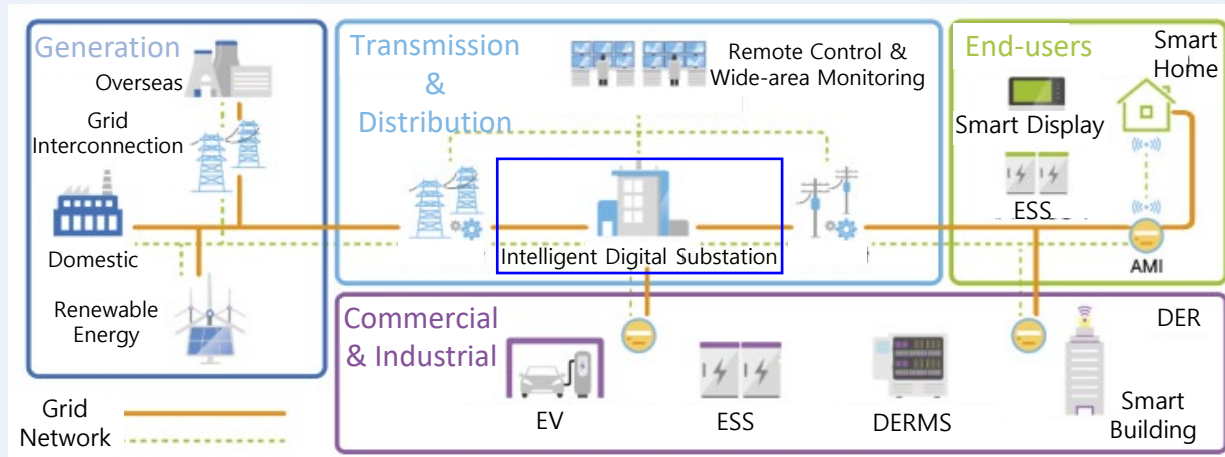 Generation
Overseas
Grid
Interconnection
Domestic
Renewable
Energy
Transmission
&
Distribution
Remote Control &
Wide-area Monitoring
Intelligent Digital Substation
End-users
Smart
Home
Smart Display
ESS
AMI
Commercial
& Industrial
EV
ESS
DERMS
DER
Smart
Building
Grid
Network